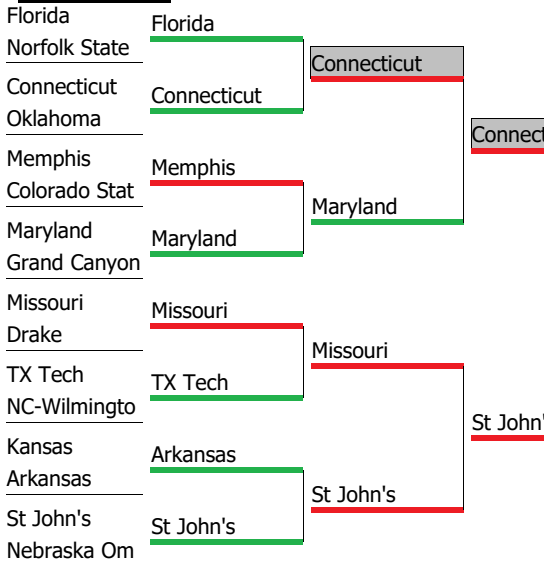 Florida
Norfolk State
Connecticut
Oklahoma
Memphis
Colorado Stat
Maryland
Grand Canyon
Missouri
Drake
TX Tech
NC-Wilmingto
Kansas
Arkansas
St John's
Nebraska Om
Florida
Connecticut
Memphis
Maryland
Missouri
TX Tech
Arkansas
St John's
Connecticut
Maryland
Missouri
St John's
Connect
St John'